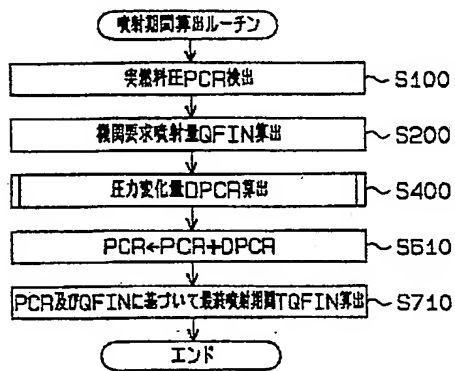 噴射期間算出ルーチン
実燃料圧PCR検出
S100
機関要求噴射量QFIN算出
S200
圧力変化量DPCR算出
S400
PCR←PCR+DPCR
S510
PCR及びQFINに基づいて最終噴射期間TQFIN算出
S710
エンド